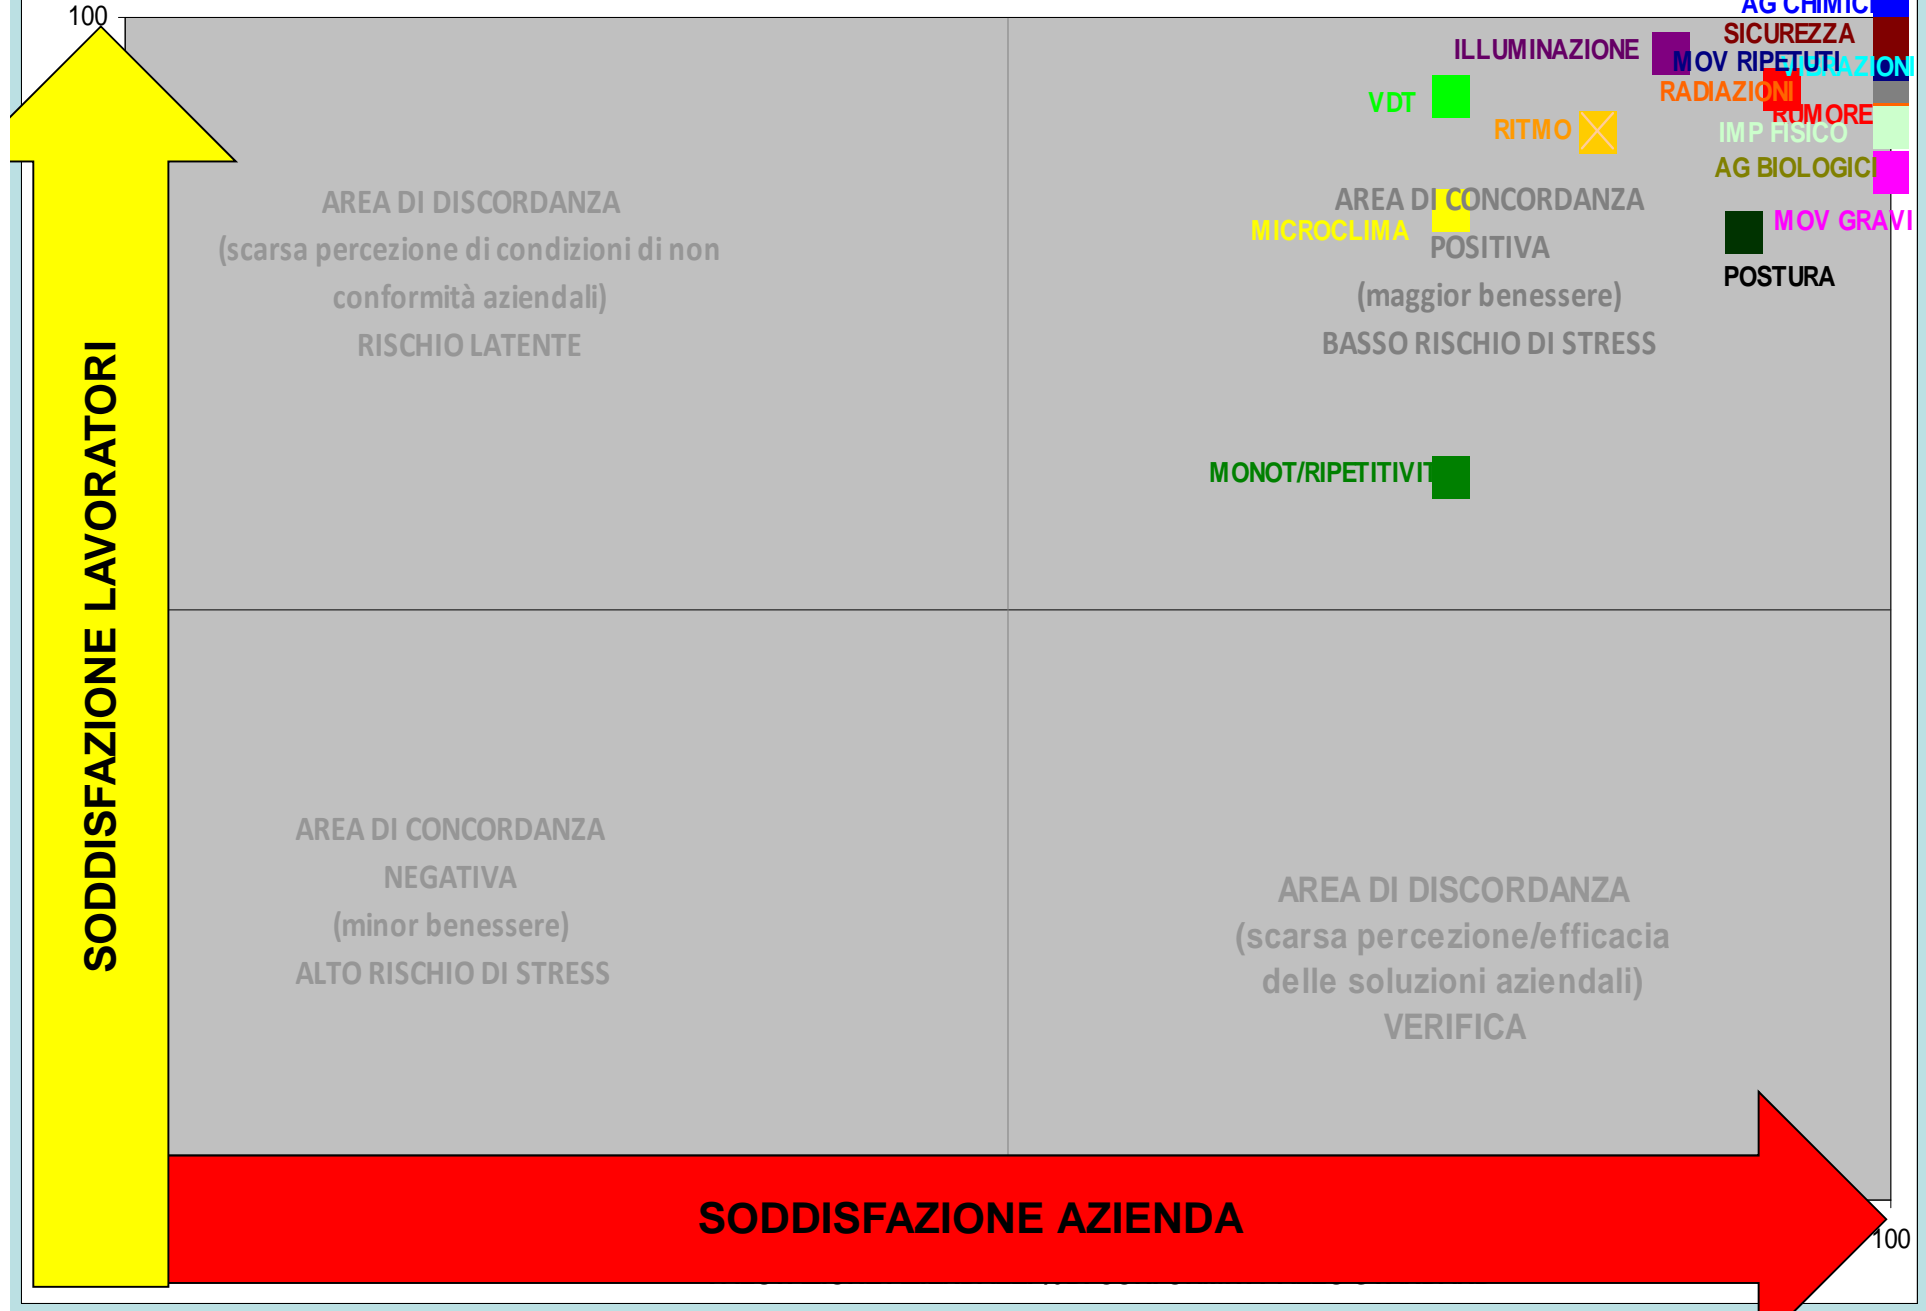 AG CHIMICI
100
SICUREZZA
ILLUMINAZIONE
MOV RIPETUTI
VIBRAZIONI
VDT
RADIAZIONI
RUMORE
RITMO
IMP FISICO
AG BIOLOGICI
MOV GRAVI
MICROCLIMA
POSTURA
AREA DI DISCORDANZA
(scarsa percezione di condizioni di non
conformità aziendali)
RISCHIO LATENTE
AREA DI CONCORDANZA
POSITIVA
(maggior benessere)
BASSO RISCHIO DI STRESS
MONOT/RIPETITIVIT
SODDISFAZIONE LAVORATORI
AREA DI CONCORDANZA
NEGATIVA
(minor benessere)
ALTO RISCHIO DI STRESS
AREA DI DISCORDANZA
(scarsa percezione/efficacia
delle soluzioni aziendali)
VERIFICA
SODDISFAZIONE AZIENDA
100